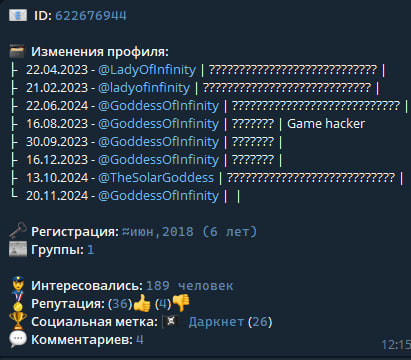 ID: 622676944
Изменения профиля:
├ 22.04.2023 - @LadyOfInfinity | ???????????????????????????? |
├ 21.02.2023 - @ladyofinfinity | ???????????????????????????? |
├ 22.06.2024 - @GoddessOfInfinity | ???????????????????????????? |
├ 16.08.2023 - @GoddessOfInfinity | ??????? | Game hacker
├ 30.09.2023 - @GoddessOfInfinity | ??????? |
├ 16.12.2023 - @GoddessOfInfinity | ??????? |
├ 13.10.2024 - @TheSolarGoddess | ???????????????????????????? |
└ 20.11.2024 - @GoddessOfInfinity | |
Регистрация: ≈июн,2018 (6 лет)
Группы: 1
Интересовались: 189 человек
Репутация: (36)👍 (4)👎
Социальная метка: Даркнет (26)
Комментариев: 4
12:15